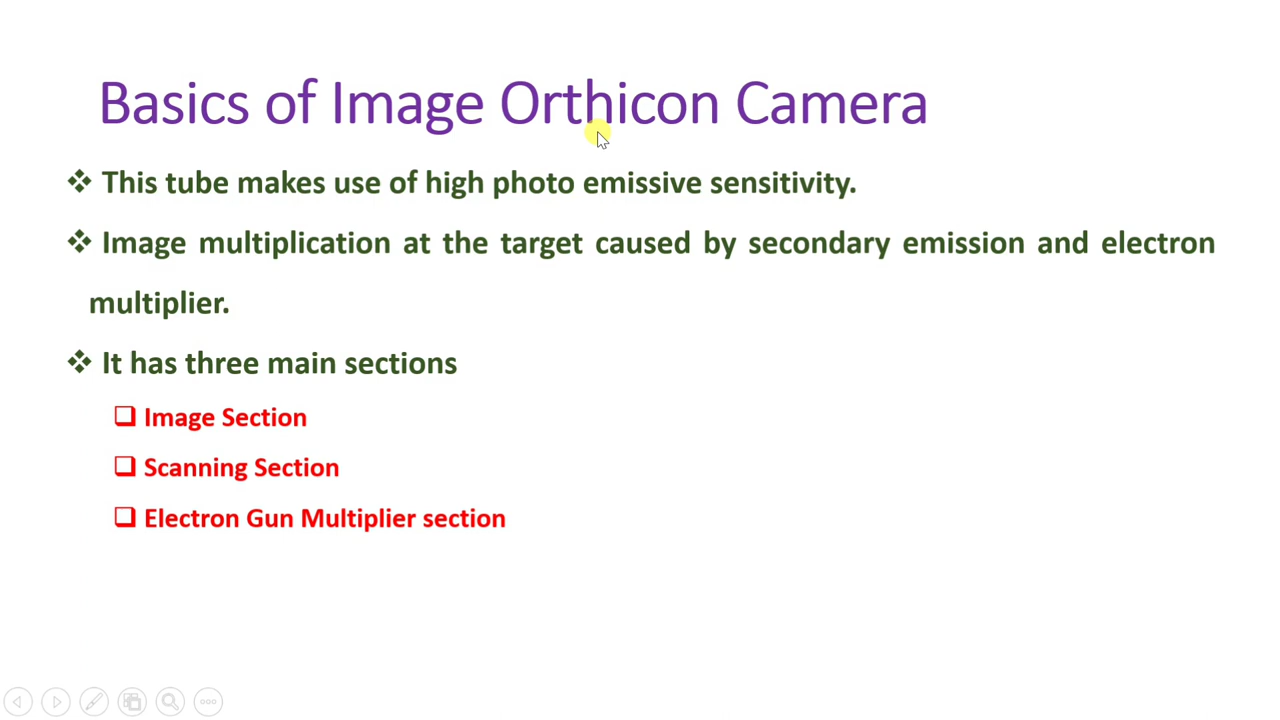 Basics of Image Orthicon Camera
This tube makes use of high photo emissive sensitivity.
Image multiplication at the target caused by secondary emission and electron
multiplier.
It has three main sections
Image Section
Scanning Section
Electron Gun Multiplier section